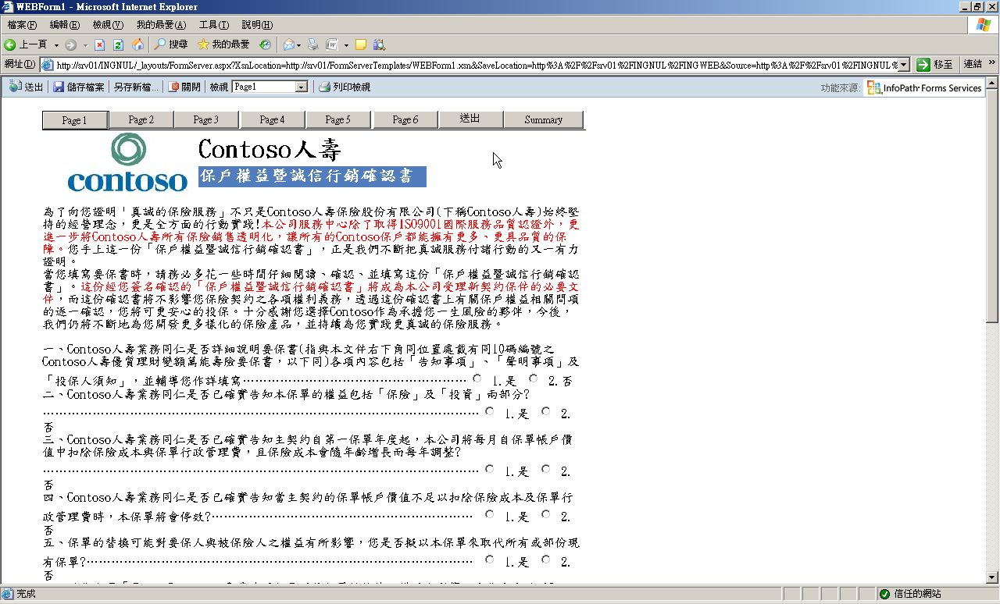 WEBForm1 - Microsoft Internet Explorer
檔案(F) 編輯(E) 檢視(V) 我的最愛(A) 工具(T) 說明(H)
上一頁 搜尋 我的最愛
網址(D) http://srv01/INGNUL/_layouts/FormServer.aspx?XsnLocation=http://srv01/FormServerTemplates/WEBForm1.xsn&SaveLocation=http%3A%2F%2Fsrv01%2FINGNUL%2FINGWEB&Source=http%3A%2F%2Fsrv01%2FINGNUL% 移至 連結 »
送出 儲存檔案 另存新檔... 關閉 檢視 Page1 列印檢視 功能來源: InfoPath Forms Services
Page 1 Page 2 Page 3 Page 4 Page 5 Page 6 送出 Summary
contoso
Contoso人壽
保戶權益暨誠信行銷確認書
為了向您證明「真誠的保險服務」不只是Contoso人壽保險股份有限公司(下稱Contoso人壽)始終堅
持的經營理念，更是全方面的行動實踐!本公司服務中心除了取得ISO9001國際服務品質認證外，更
進一步將Contoso人壽所有保險銷售透明化，讓所有的Contoso保戶都能擁有更多、更具品質的保
障。您手上這一份「保戶權益暨誠信行銷確認書」，正是我們不斷把真誠服務付諸行動的又一有力
證明。
當您填寫要保書時，請務必多花一些時間仔細閱讀、確認、並填寫這份「保戶權益暨誠信行銷確認
書」。這份經您簽名確認的「保戶權益暨誠信行銷確認書」將成為本公司受理新契約保件的必要文
件，而這份確認書將不影響您保險契約之各項權利義務，透過這份確認書上有關保戶權益相關問項
的逐一確認，您將可更安心的投保。十分感謝您選擇Contoso作為承擔您一生風險的夥伴，今後，
我們仍將不斷地為您開發更多樣化的保險產品，並持續為您實踐更真誠的保險服務。
一、Contoso人壽業務同仁是否詳細說明要保書(指與本文件右下角同位置處載有同10碼編號之
Contoso人壽優質理財變額萬能壽險要保書，以下同)各項內容包括「告知事項」、「聲明事項」及
「投保人須知」，並輔導您作詳填寫………………………………………………… 1.是 2.否
二、Contoso人壽業務同仁是否已確實告知本保單的權益包括「保險」及「投資」兩部分?
………………………………………………………………………………………………… 1.是 2.
否
三、Contoso人壽業務同仁是否已確實告知主契約自第一保單年度起，本公司將每月自保單帳戶價
值中扣除保險成本與保單行政管理費，且保險成本會隨年齡增長而每年調整?
………………………………………………………………………………………………… 1.是 2.
否
四、Contoso人壽業務同仁是否已確實告知當主契約的保單帳戶價值不足以扣除保險成本及保單行
政管理費時，本保單將會停效?………………………………………………………… 1.是 2.
否
五、保單的替換可能對要保人與被保險人之權益有所影響，您是否擬以本保單來取代所有或部份現
有保單?…………………………………………………………………………………… 1.是 2.
否
完成 信任的網站